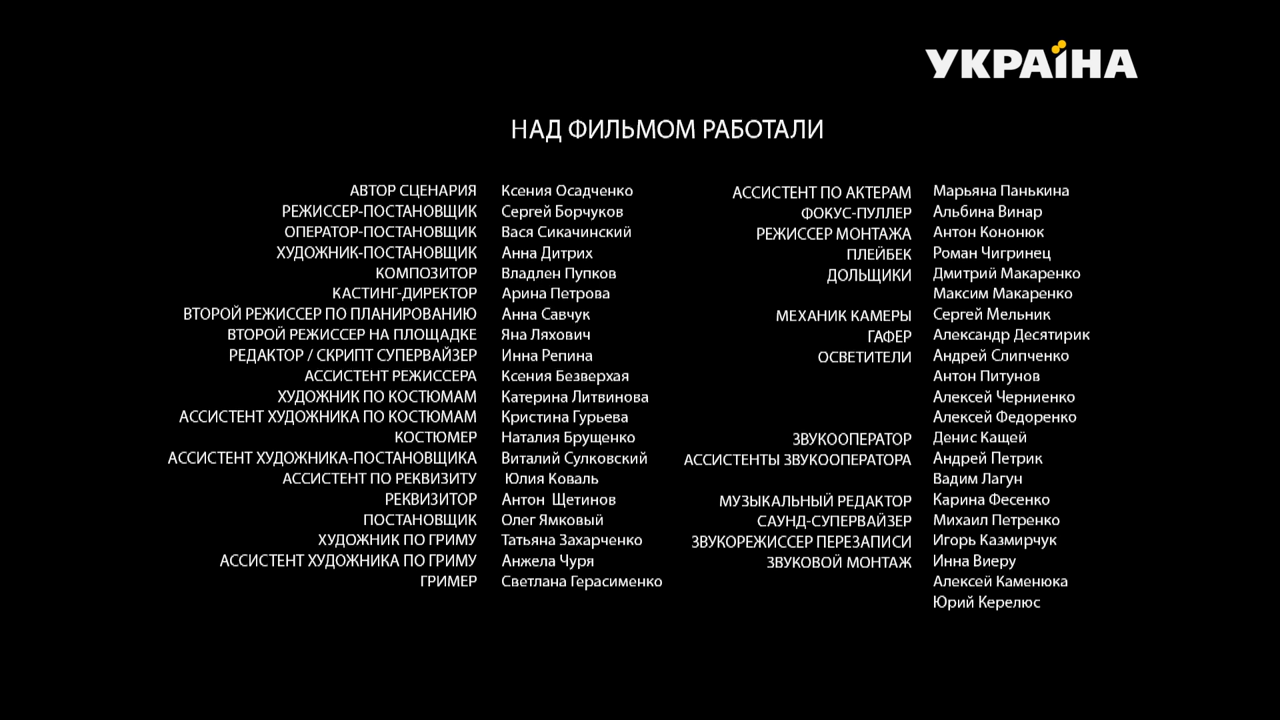 УКРАЇНА
НАД ФИЛЬМОМ РАБОТАЛИ
АВТОР СЦЕНАРИЯ Ксения Осадченко
РЕЖИССЕР-ПОСТАНОВЩИК Сергей Борчуков
ОПЕРАТОР-ПОСТАНОВЩИК Вася Сикачинский
ХУДОЖНИК-ПОСТАНОВЩИК Анна Дитрих
КОМПОЗИТОР Владлен Пупков
КАСТИНГ-ДИРЕКТОР Арина Петрова
ВТОРОЙ РЕЖИССЕР ПО ПЛАНИРОВАНИЮ Анна Савчук
ВТОРОЙ РЕЖИССЕР НА ПЛОЩАДКЕ Яна Ляхович
РЕДАКТОР / СКРИПТ СУПЕРВАЙЗЕР Инна Репина
АССИСТЕНТ РЕЖИССЕРА Ксения Безверхая
ХУДОЖНИК ПО КОСТЮМАМ Катерина Литвинова
АССИСТЕНТ ХУДОЖНИКА ПО КОСТЮМАМ Кристина Гурьева
КОСТЮМЕР Наталия Брущенко
АССИСТЕНТ ХУДОЖНИКА-ПОСТАНОВЩИКА Виталий Сулковский
АССИСТЕНТ ПО РЕКВИЗИТУ Юлия Коваль
РЕКВИЗИТОР Антон Щетинов
ПОСТАНОВЩИК Олег Ямковый
ХУДОЖНИК ПО ГРИМУ Татьяна Захарченко
АССИСТЕНТ ХУДОЖНИКА ПО ГРИМУ Анжела Чуря
ГРИМЕР Светлана Герасименко
АССИСТЕНТ ПО АКТЕРАМ Марьяна Панькина
ФОКУС-ПУЛЛЕР Альбина Винар
РЕЖИССЕР МОНТАЖА Антон Кононюк
ПЛЕЙБЕК Роман Чигринец
ДОЛЬЩИКИ Дмитрий Макаренко
Максим Макаренко
МЕХАНИК КАМЕРЫ Сергей Мельник
ГАФЕР Александр Десятирик
ОСВЕТИТЕЛИ Андрей Слипченко
Антон Питунов
Алексей Черниенко
Алексей Федоренко
ЗВУКООПЕРАТОР Денис Кащей
АССИСТЕНТЫ ЗВУКООПЕРАТОРА Андрей Петрик
Вадим Лагун
МУЗЫКАЛЬНЫЙ РЕДАКТОР Карина Фесенко
САУНД-СУПЕРВАЙЗЕР Михаил Петренко
ЗВУКОРЕЖИССЕР ПЕРЕЗАПИСИ Игорь Казмирчук
ЗВУКОВОЙ МОНТАЖ Инна Виеру
Алексей Каменюка
Юрий Керелюс